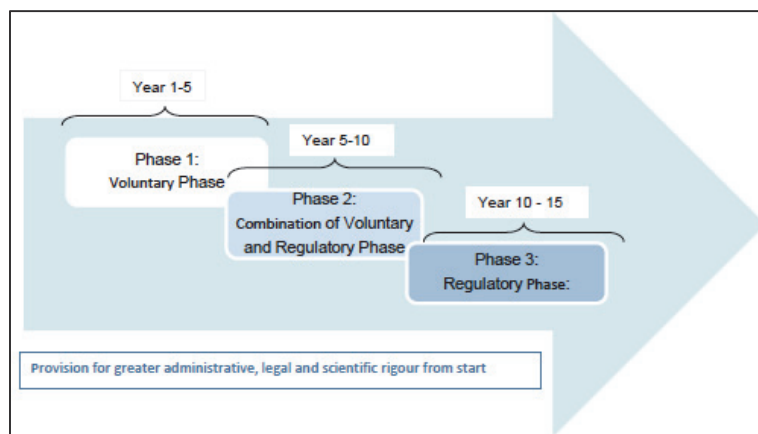 Year 1-5
Phase 1:
Voluntary Phase
Year 5-10
Phase 2:
Combination of Voluntary
and Regulatory Phase
Year 10 - 15
Phase 3:
Regulatory Phase:
Provision for greater administrative, legal and scientific rigour from start